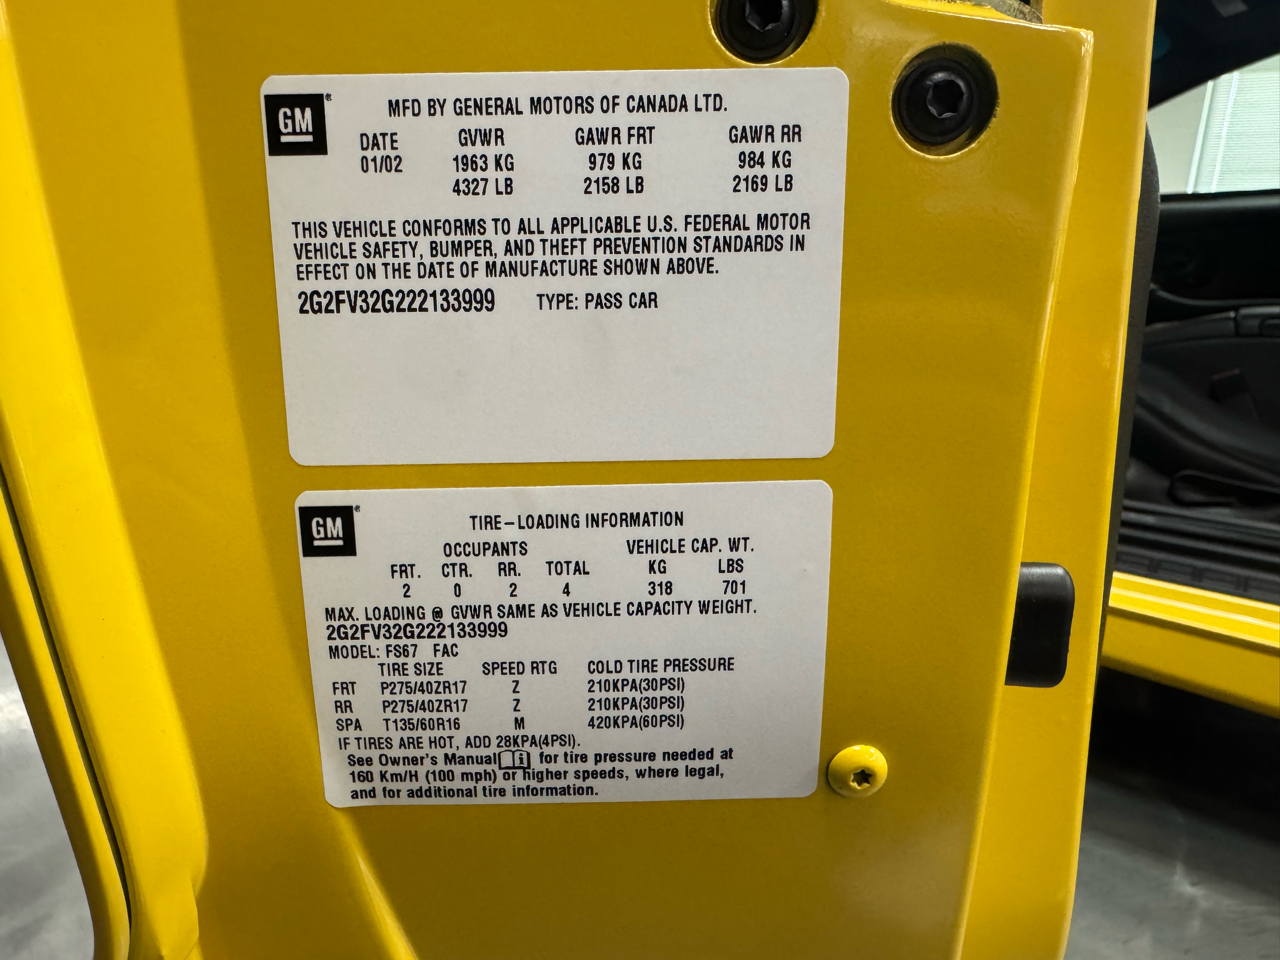 GM®
MFD BY GENERAL MOTORS OF CANADA LTD.
DATE GVWR GAWR FRT GAWR RR
01/02 1963 KG 979 KG 984 KG
4327 LB 2158 LB 2169 LB
THIS VEHICLE CONFORMS TO ALL APPLICABLE U.S. FEDERAL MOTOR
VEHICLE SAFETY, BUMPER, AND THEFT PREVENTION STANDARDS IN
EFFECT ON THE DATE OF MANUFACTURE SHOWN ABOVE.
2G2FV32G222133999 TYPE: PASS CAR
GM®
TIRE-LOADING INFORMATION
OCCUPANTS VEHICLE CAP. WT.
FRT. CTR. RR. TOTAL KG LBS
2 0 2 4 318 701
MAX. LOADING @ GVWR SAME AS VEHICLE CAPACITY WEIGHT.
2G2FV32G222133999
MODEL: FS67 FAC
TIRE SIZE SPEED RTG COLD TIRE PRESSURE
FRT P275/40ZR17 Z 210KPA(30PSI)
RR P275/40ZR17 Z 210KPA(30PSI)
SPA T135/60R16 M 420KPA(60PSI)
IF TIRES ARE HOT, ADD 28KPA(4PSI).
See Owner's Manual i for tire pressure needed at
160 Km/H (100 mph) or higher speeds, where legal,
and for additional tire information.